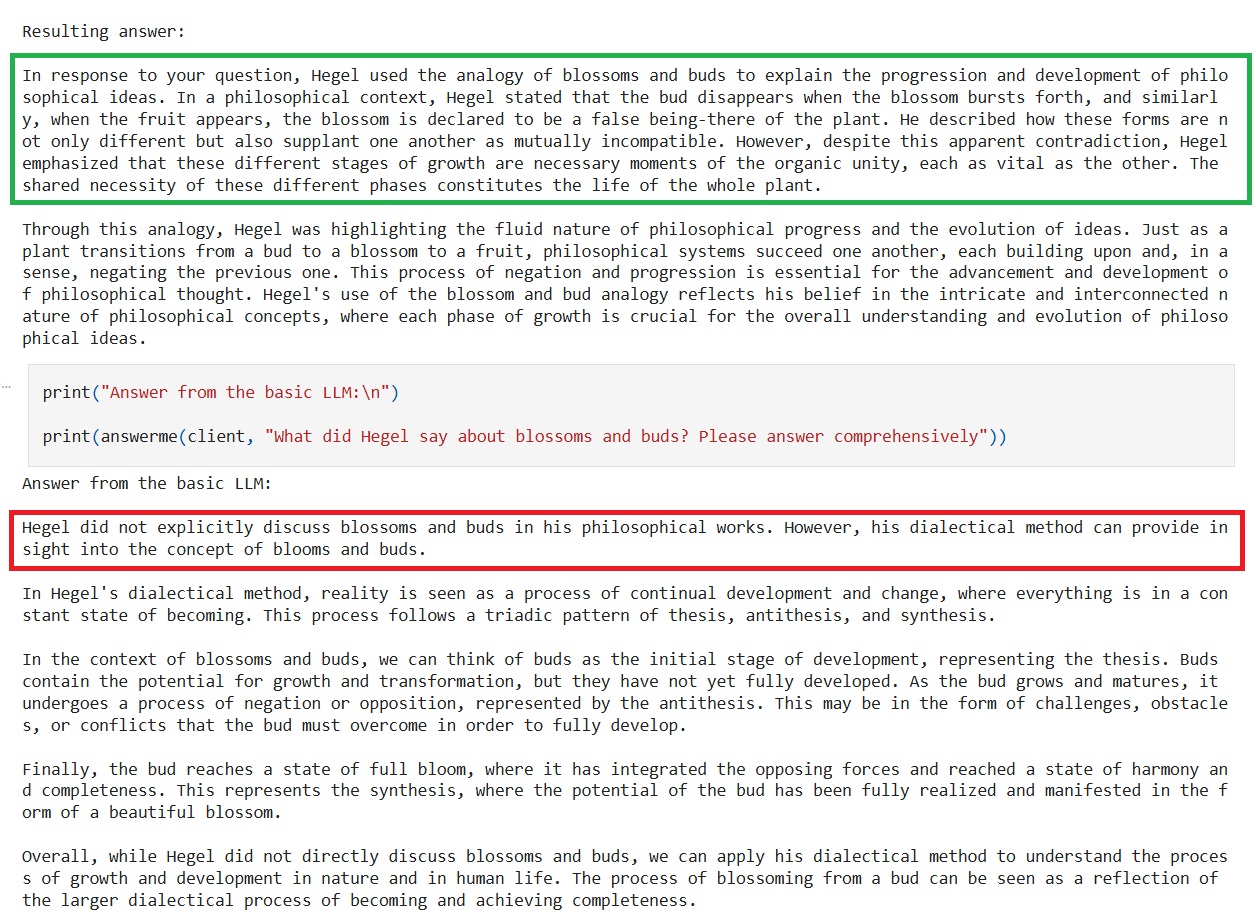 Resulting answer:
In response to your question, Hegel used the analogy of blossoms and buds to explain the progression and development of philo
sophical ideas. In a philosophical context, Hegel stated that the bud disappears when the blossom bursts forth, and similarl
y, when the fruit appears, the blossom is declared to be a false being-there of the plant. He described how these forms are n
ot only different but also supplant one another as mutually incompatible. However, despite this apparent contradiction, Hegel
emphasized that these different stages of growth are necessary moments of the organic unity, each as vital as the other. The
shared necessity of these different phases constitutes the life of the whole plant.
Through this analogy, Hegel was highlighting the fluid nature of philosophical progress and the evolution of ideas. Just as a
plant transitions from a bud to a blossom to a fruit, philosophical systems succeed one another, each building upon and, in a
sense, negating the previous one. This process of negation and progression is essential for the advancement and development o
f philosophical thought. Hegel's use of the blossom and bud analogy reflects his belief in the intricate and interconnected n
ature of philosophical concepts, where each phase of growth is crucial for the overall understanding and evolution of philoso
phical ideas.
print("Answer from the basic LLM:\n")
print(answerme(client, "What did Hegel say about blossoms and buds? Please answer comprehensively"))
Answer from the basic LLM:
Hegel did not explicitly discuss blossoms and buds in his philosophical works. However, his dialectical method can provide in
sight into the concept of blooms and buds.
In Hegel's dialectical method, reality is seen as a process of continual development and change, where everything is in a con
stant state of becoming. This process follows a triadic pattern of thesis, antithesis, and synthesis.
In the context of blossoms and buds, we can think of buds as the initial stage of development, representing the thesis. Buds
contain the potential for growth and transformation, but they have not yet fully developed. As the bud grows and matures, it
undergoes a process of negation or opposition, represented by the antithesis. This may be in the form of challenges, obstacle
s, or conflicts that the bud must overcome in order to fully develop.
Finally, the bud reaches a state of full bloom, where it has integrated the opposing forces and reached a state of harmony an
d completeness. This represents the synthesis, where the potential of the bud has been fully realized and manifested in the f
orm of a beautiful blossom.
Overall, while Hegel did not directly discuss blossoms and buds, we can apply his dialectical method to understand the proces
s of growth and development in nature and in human life. The process of blossoming from a bud can be seen as a reflection of
the larger dialectical process of becoming and achieving completeness.